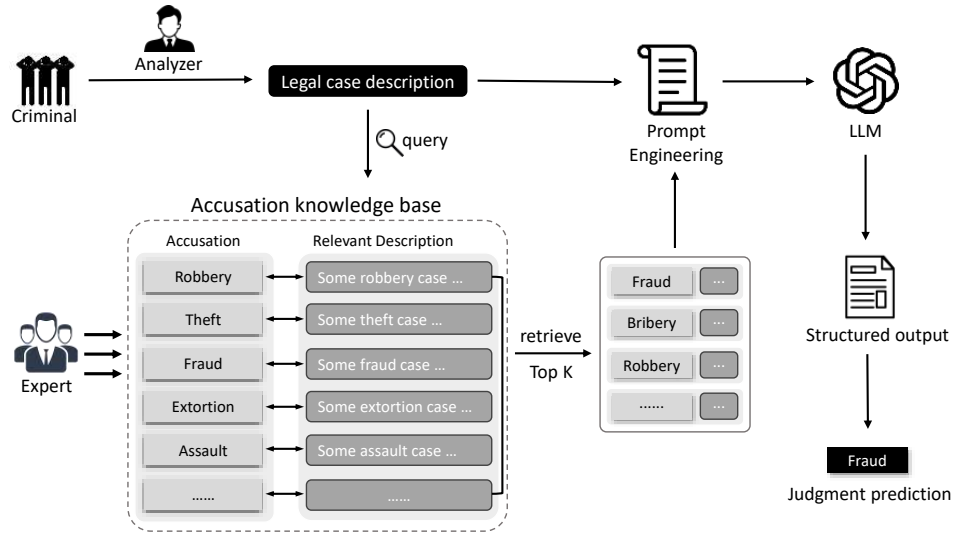 Analyzer
Criminal
Legal case description
query
Prompt
Engineering
LLM
Accusation knowledge base
Accusation
Relevant Description
Robbery
Some robbery case ...
Theft
Some theft case ...
Fraud
Some fraud case ...
Extortion
Some extortion case ...
Assault
Some assault case ...
......
......
Expert
retrieve
Top K
Fraud
...
Bribery
...
Robbery
...
......
...
Structured output
Fraud
Judgment prediction